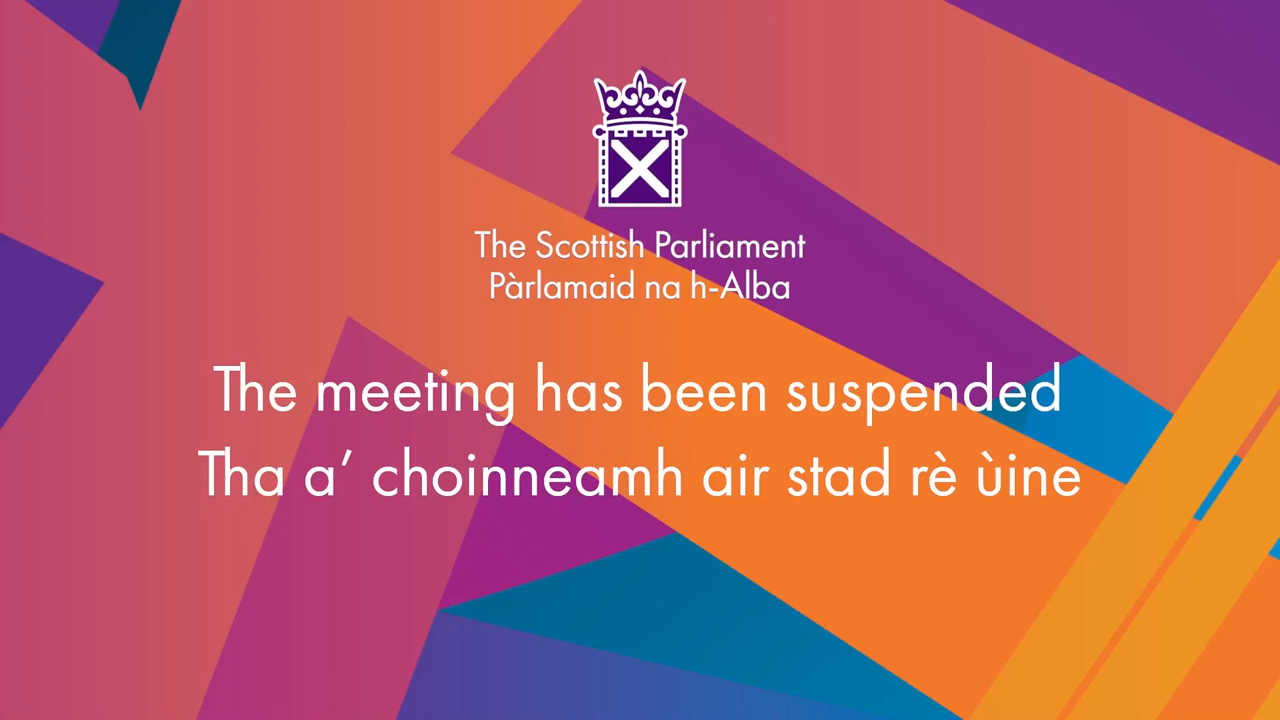 The Scottish Parliament
Pàrlamaid na h-Alba
The meeting has been suspended
Tha a’ choinneamh air stad rè ùine